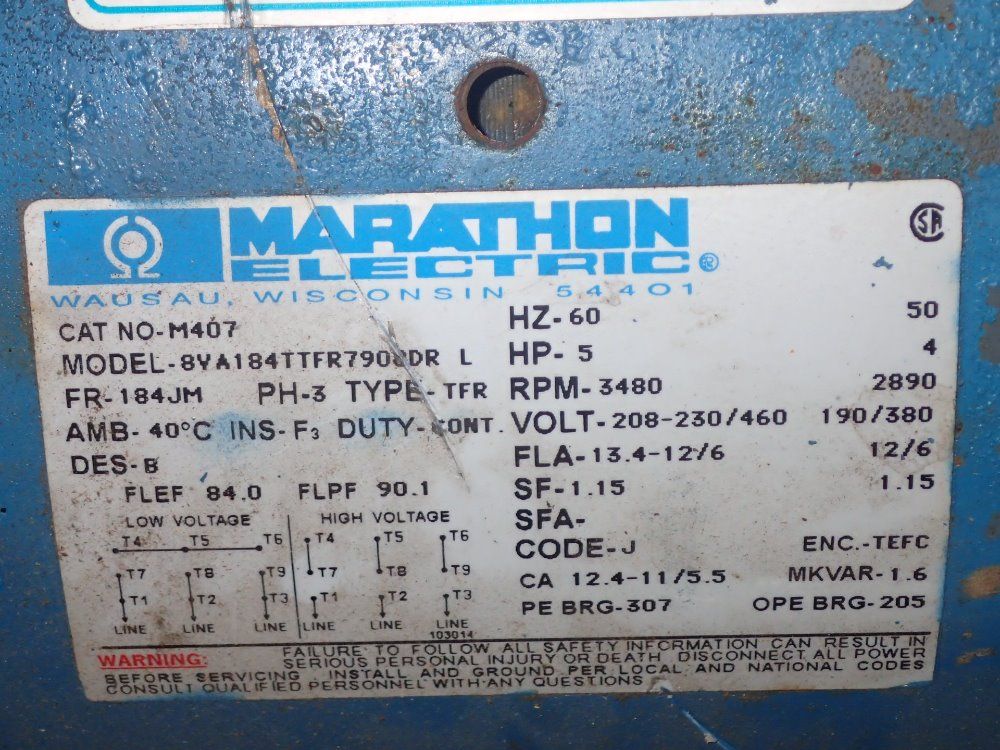 MARATHON
ELECTRIC®
WAUSAU, WISCONSIN 54401
CAT NO-M407
MODEL-8VA184TTFR7908DR L
FR-184JM PH-3 TYPE-TFR
AMB-40°C INS-F3 DUTY-CONT.
DES-B
FLEF 84.0 FLPF 90.1
HZ-60 50
HP-5 4
RPM-3480 2890
VOLT-208-230/460 190/380
FLA-13.4-12/6 12/6
SF-1.15 1.15
SFA-
CODE-J ENC.-TEFC
CA 12.4-11/5.5 MKVAR-1.6
PE BRG-307 OPE BRG-205
LOW VOLTAGE HIGH VOLTAGE
T4 T5 T6 T4 T5 T6
T7 T8 T9 T7 T8 T9
T1 T2 T3 T1 T2 T3
LINE LINE LINE LINE LINE LINE
103014
WARNING: FAILURE TO FOLLOW ALL SAFETY INFORMATION CAN RESULT IN
SERIOUS PERSONAL INJURY OR DEATH. DISCONNECT ALL POWER
BEFORE SERVICING. INSTALL AND GROUND PER LOCAL AND NATIONAL CODES
CONSULT QUALIFIED PERSONNEL WITH ANY QUESTIONS